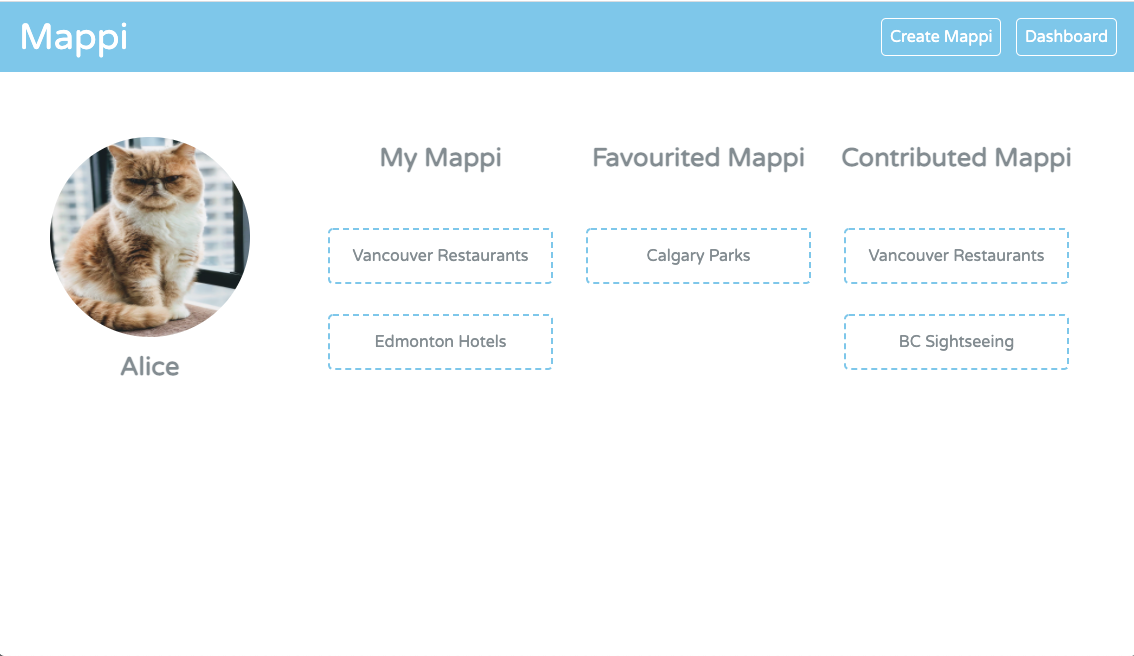 Mappi
Create Mappi
Dashboard
Alice
My Mappi
Vancouver Restaurants
Edmonton Hotels
Favourited Mappi
Calgary Parks
Contributed Mappi
Vancouver Restaurants
BC Sightseeing